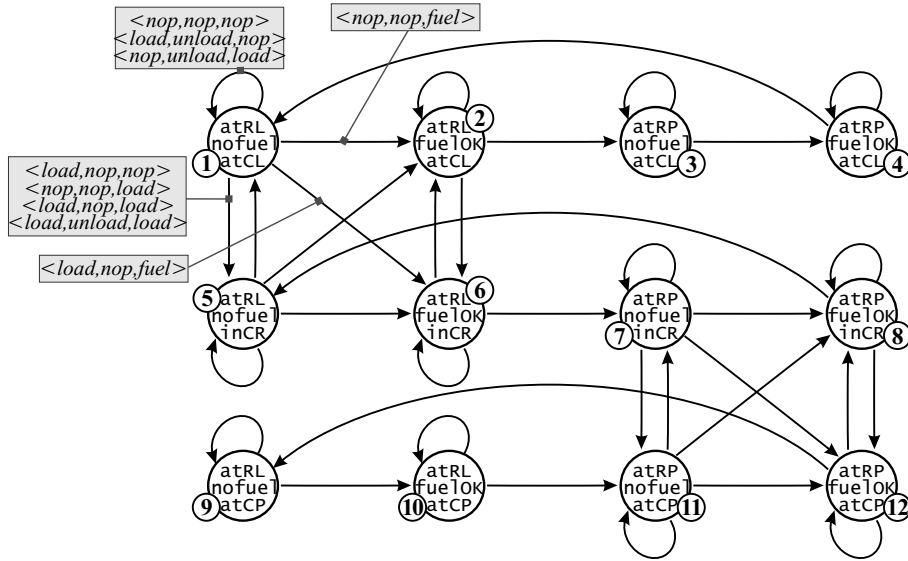 <nop,nop,nop>
<load,unload,nop>
<nop,unload,load>
<nop,nop,fuel>
atRL
nofuel
atCL
1
atRL
fuelOK
atCL
2
atRP
nofuel
atCL
3
atRP
fuelOK
atCL
4
<load,nop,nop>
<nop,nop,load>
<load,nop,load>
<load,unload,load>
<load,nop,fuel>
atRL
nofuel
inCR
5
atRL
fuelOK
inCR
6
atRP
nofuel
inCR
7
atRP
fuelOK
inCR
8
atRL
nofuel
atCP
9
atRL
fuelOK
atCP
10
atRP
nofuel
atCP
11
atRP
fuelOK
atCP
12